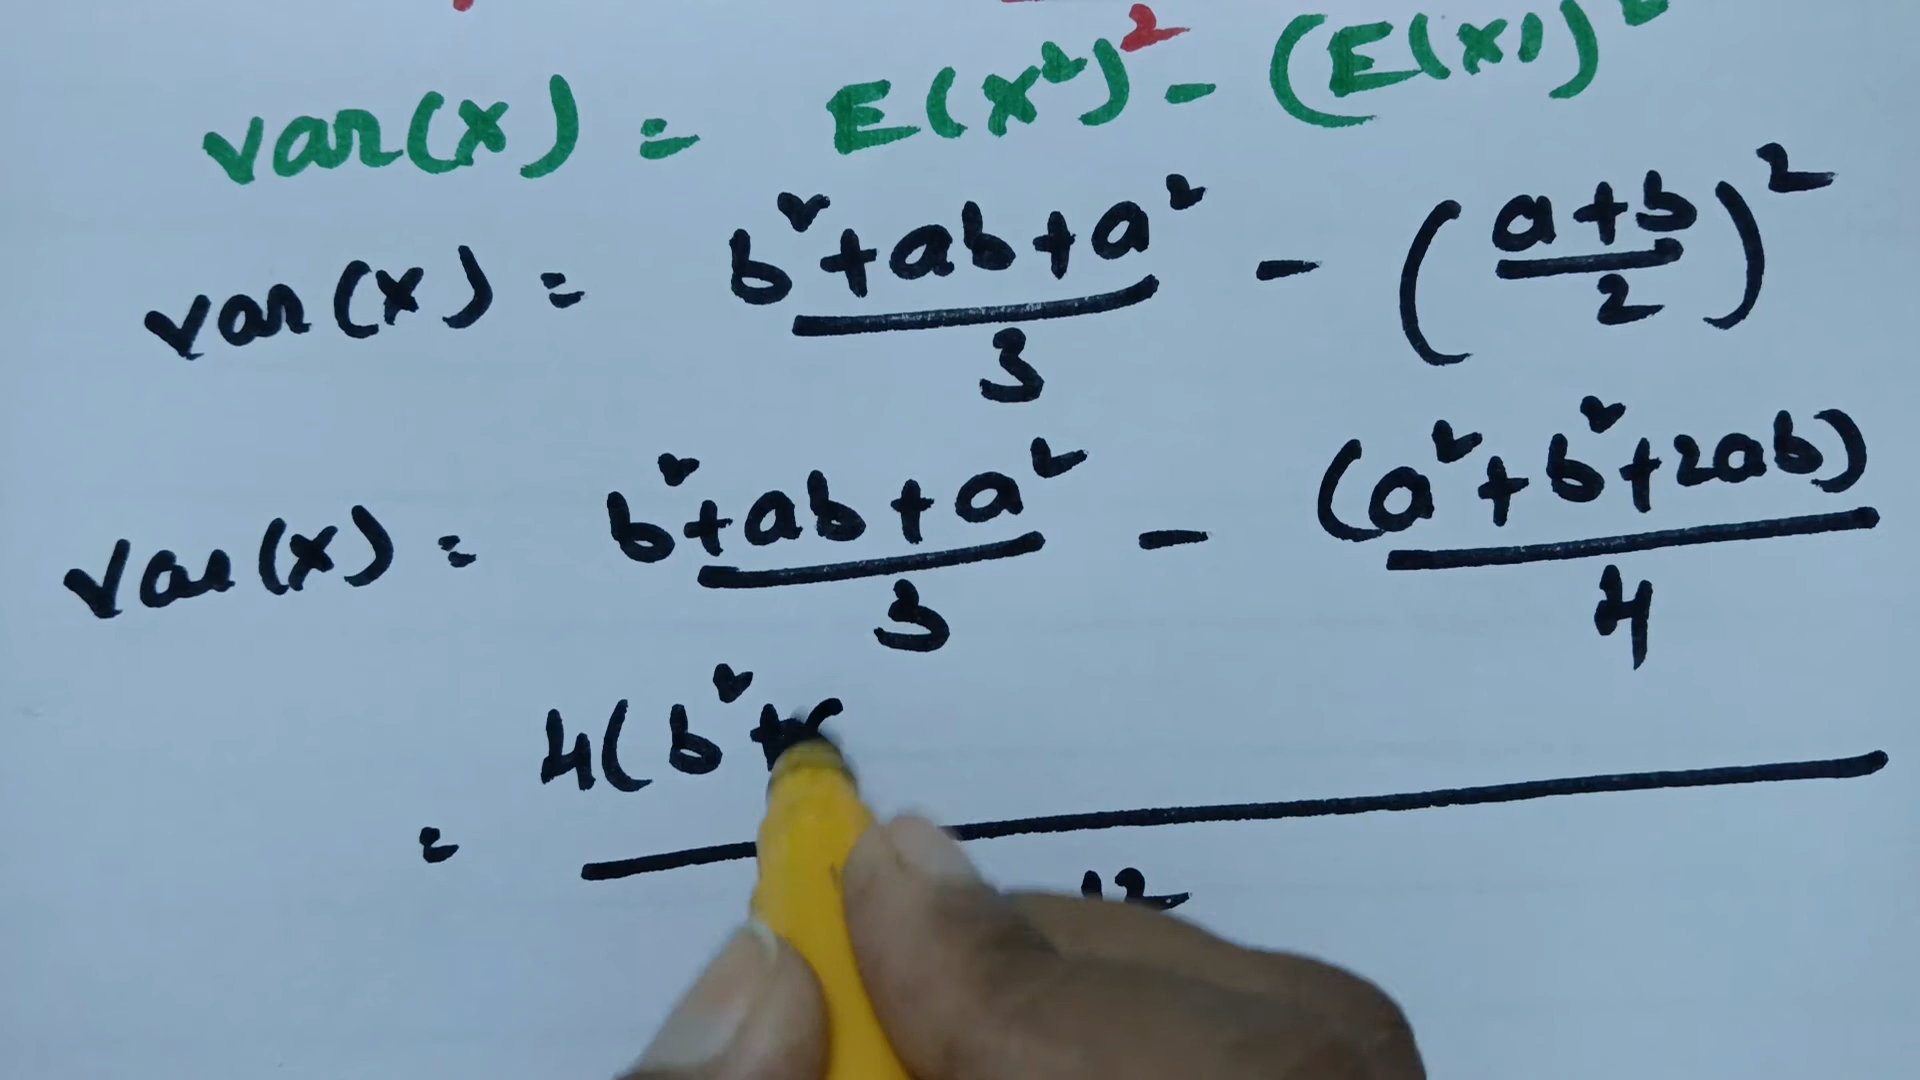 var(x) = E(x²)² - (E(x))²
var(x) = b²+ab+a² / 3 - (a+b / 2)²
var(x) = b²+ab+a² / 3 - (a²+b²+2ab) / 4
= 4(b²+ / 12